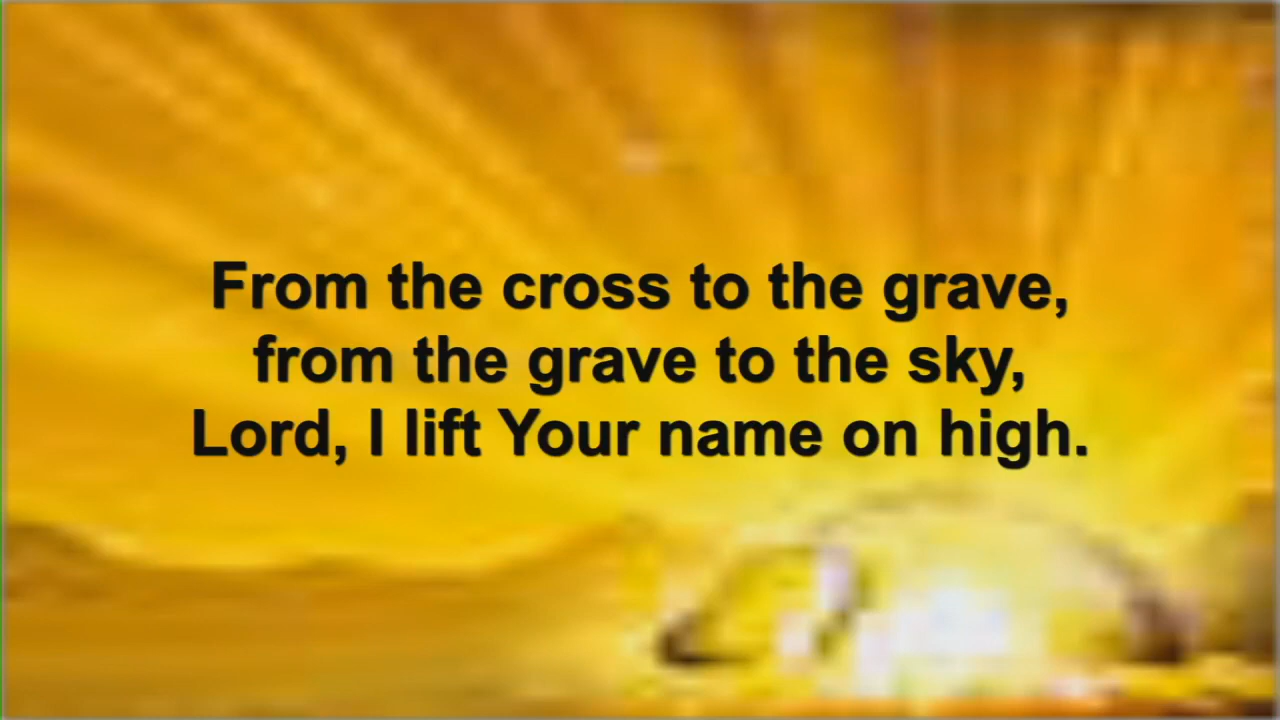 From the cross to the grave,
from the grave to the sky,
Lord, I lift Your name on high.